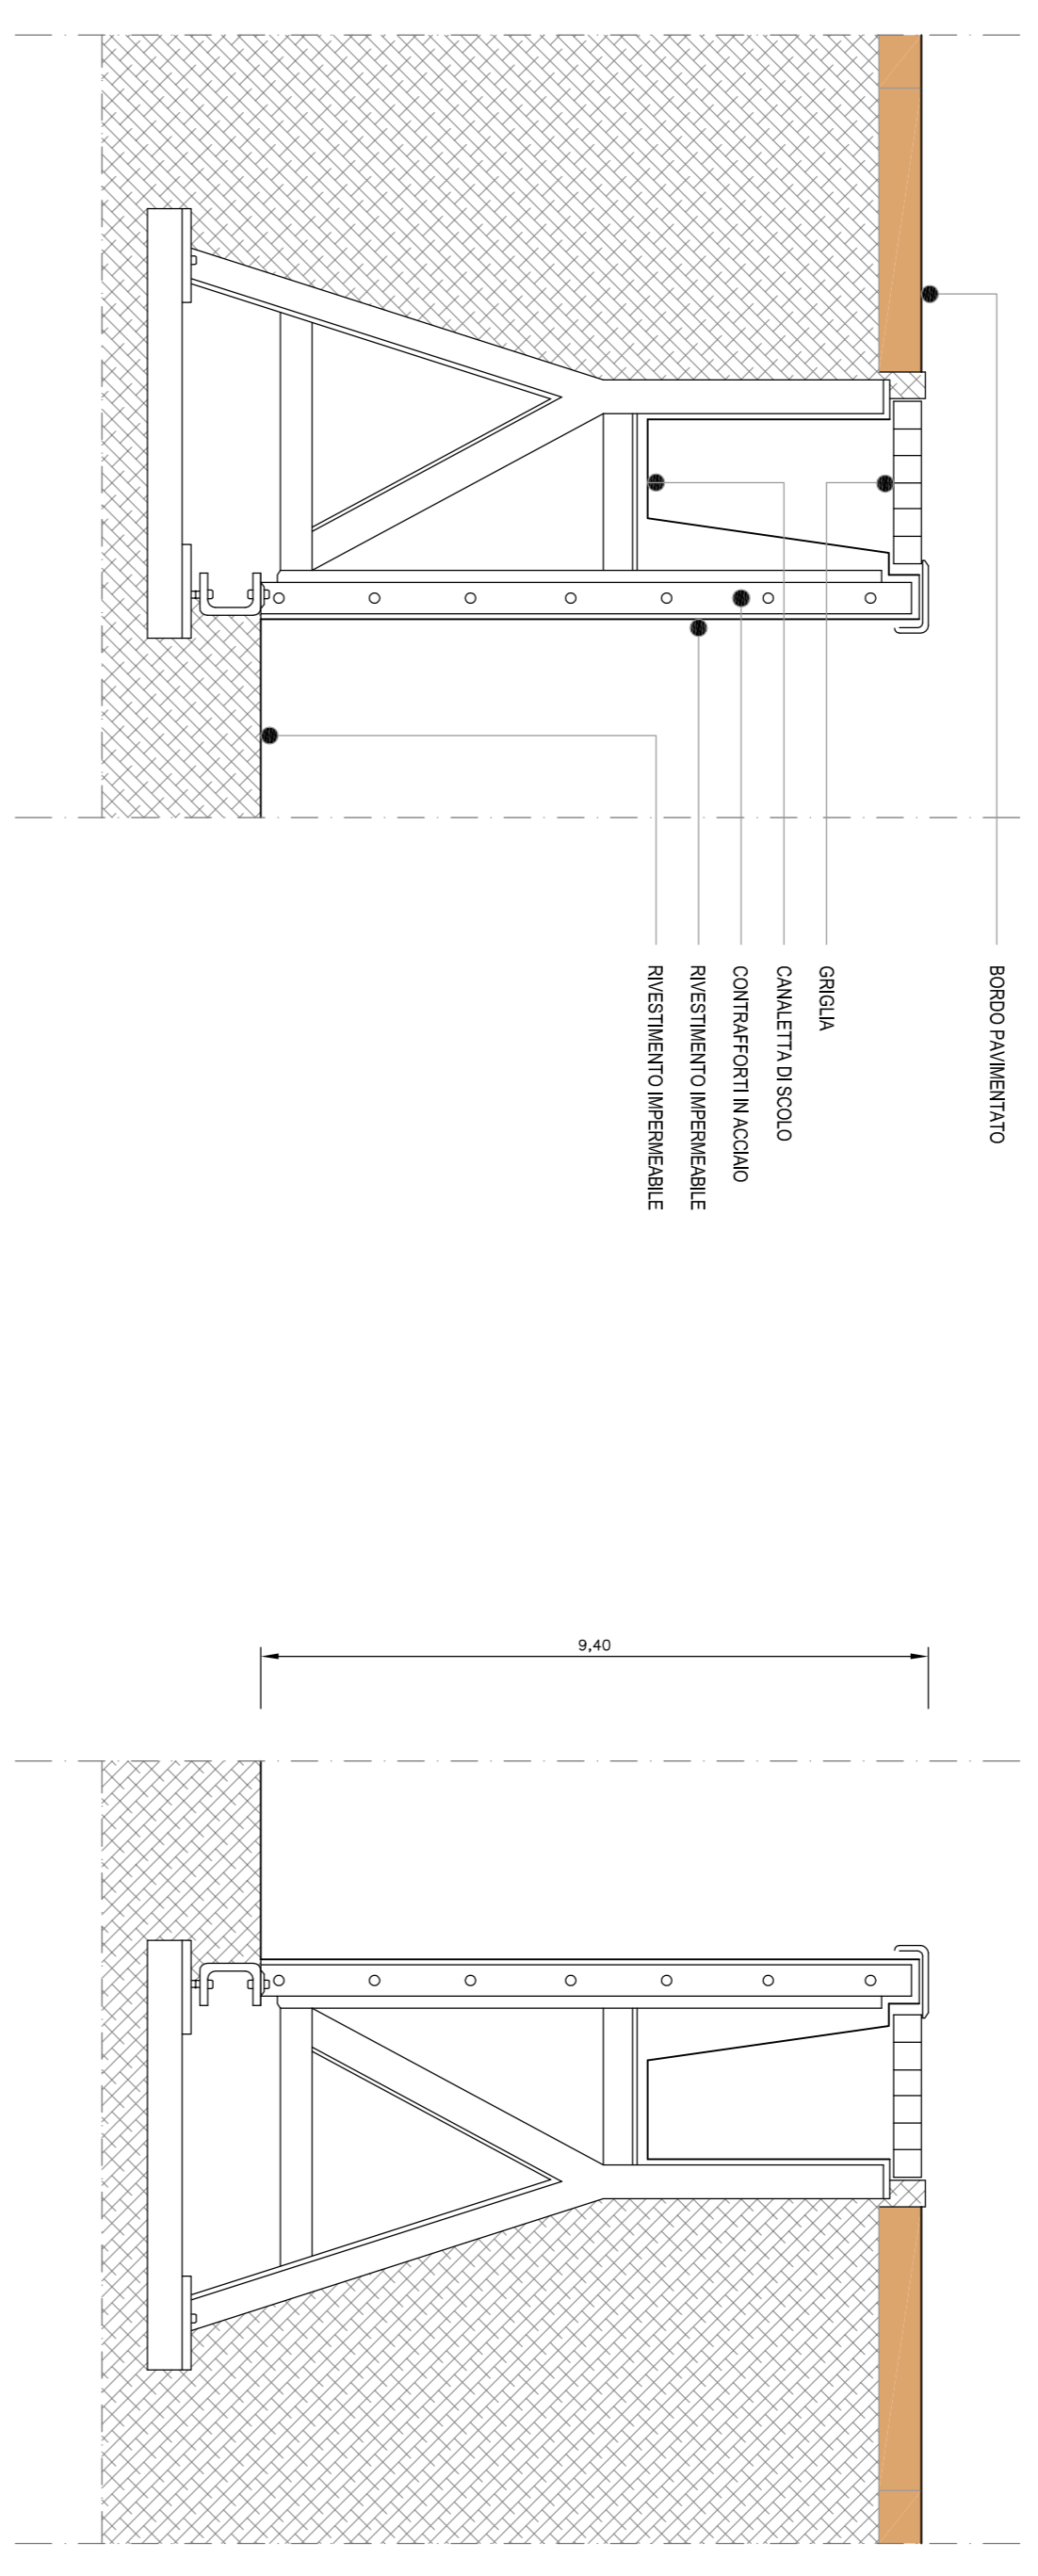 BORDO PAVIMENTATO
GRIGLIA
CANALETTA DI SCOLO
CONTRAFFORTI IN ACCIAIO
RIVESTIMENTO IMPERMEABILE
RIVESTIMENTO IMPERMEABILE
9,40